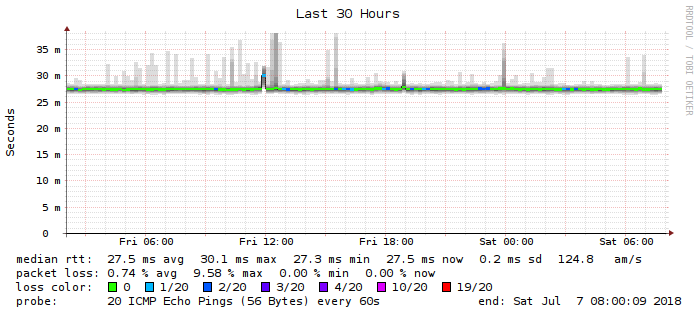 Last 30 Hours
RRDTOOL / TOBI OETIKER
Seconds
35 m
30 m
25 m
20 m
15 m
10 m
5 m
0
Fri 06:00 Fri 12:00 Fri 18:00 Sat 00:00 Sat 06:00
median rtt: 27.5 ms avg 30.1 ms max 27.3 ms min 27.5 ms now 0.2 ms sd 124.8 am/s
packet loss: 0.74 % avg 9.58 % max 0.00 % min 0.00 % now
loss color: 0 1/20 2/20 3/20 4/20 10/20 19/20
probe: 20 ICMP Echo Pings (56 Bytes) every 60s end: Sat Jul 7 08:00:09 2018